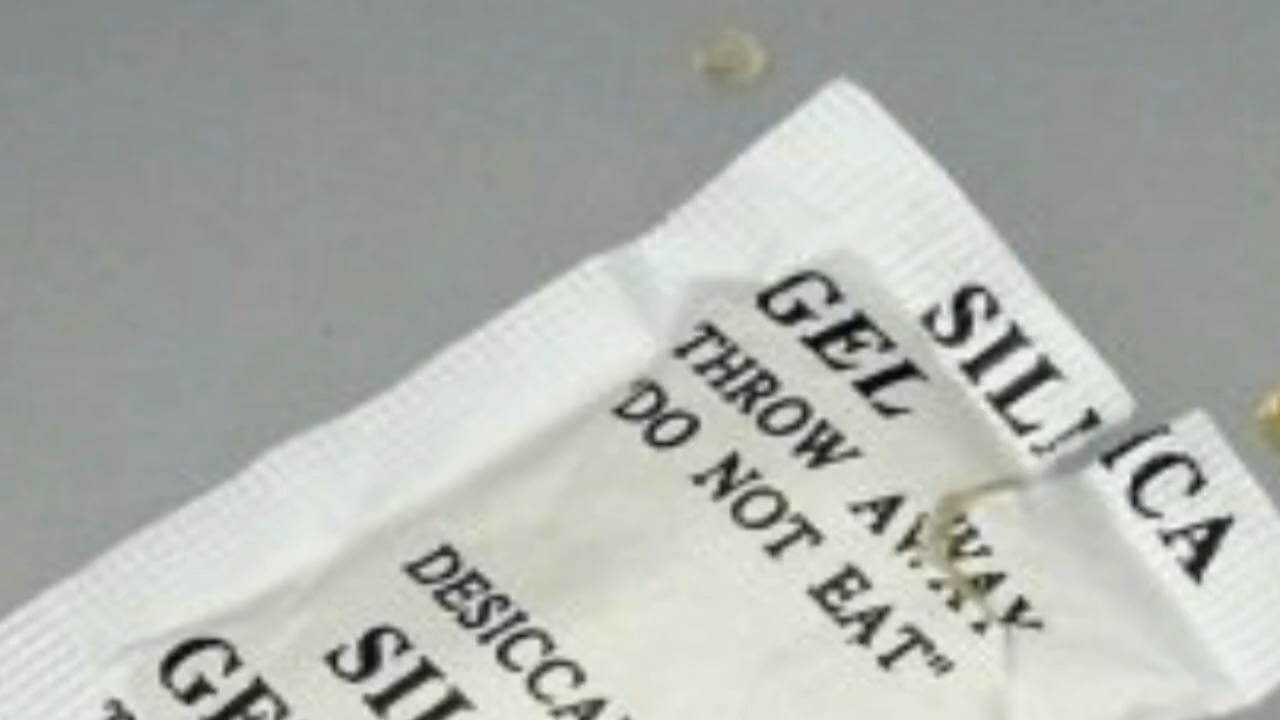 SILICA
GEL
THROW AWAY
"DO NOT EAT"
DESICCA
SIL
GE